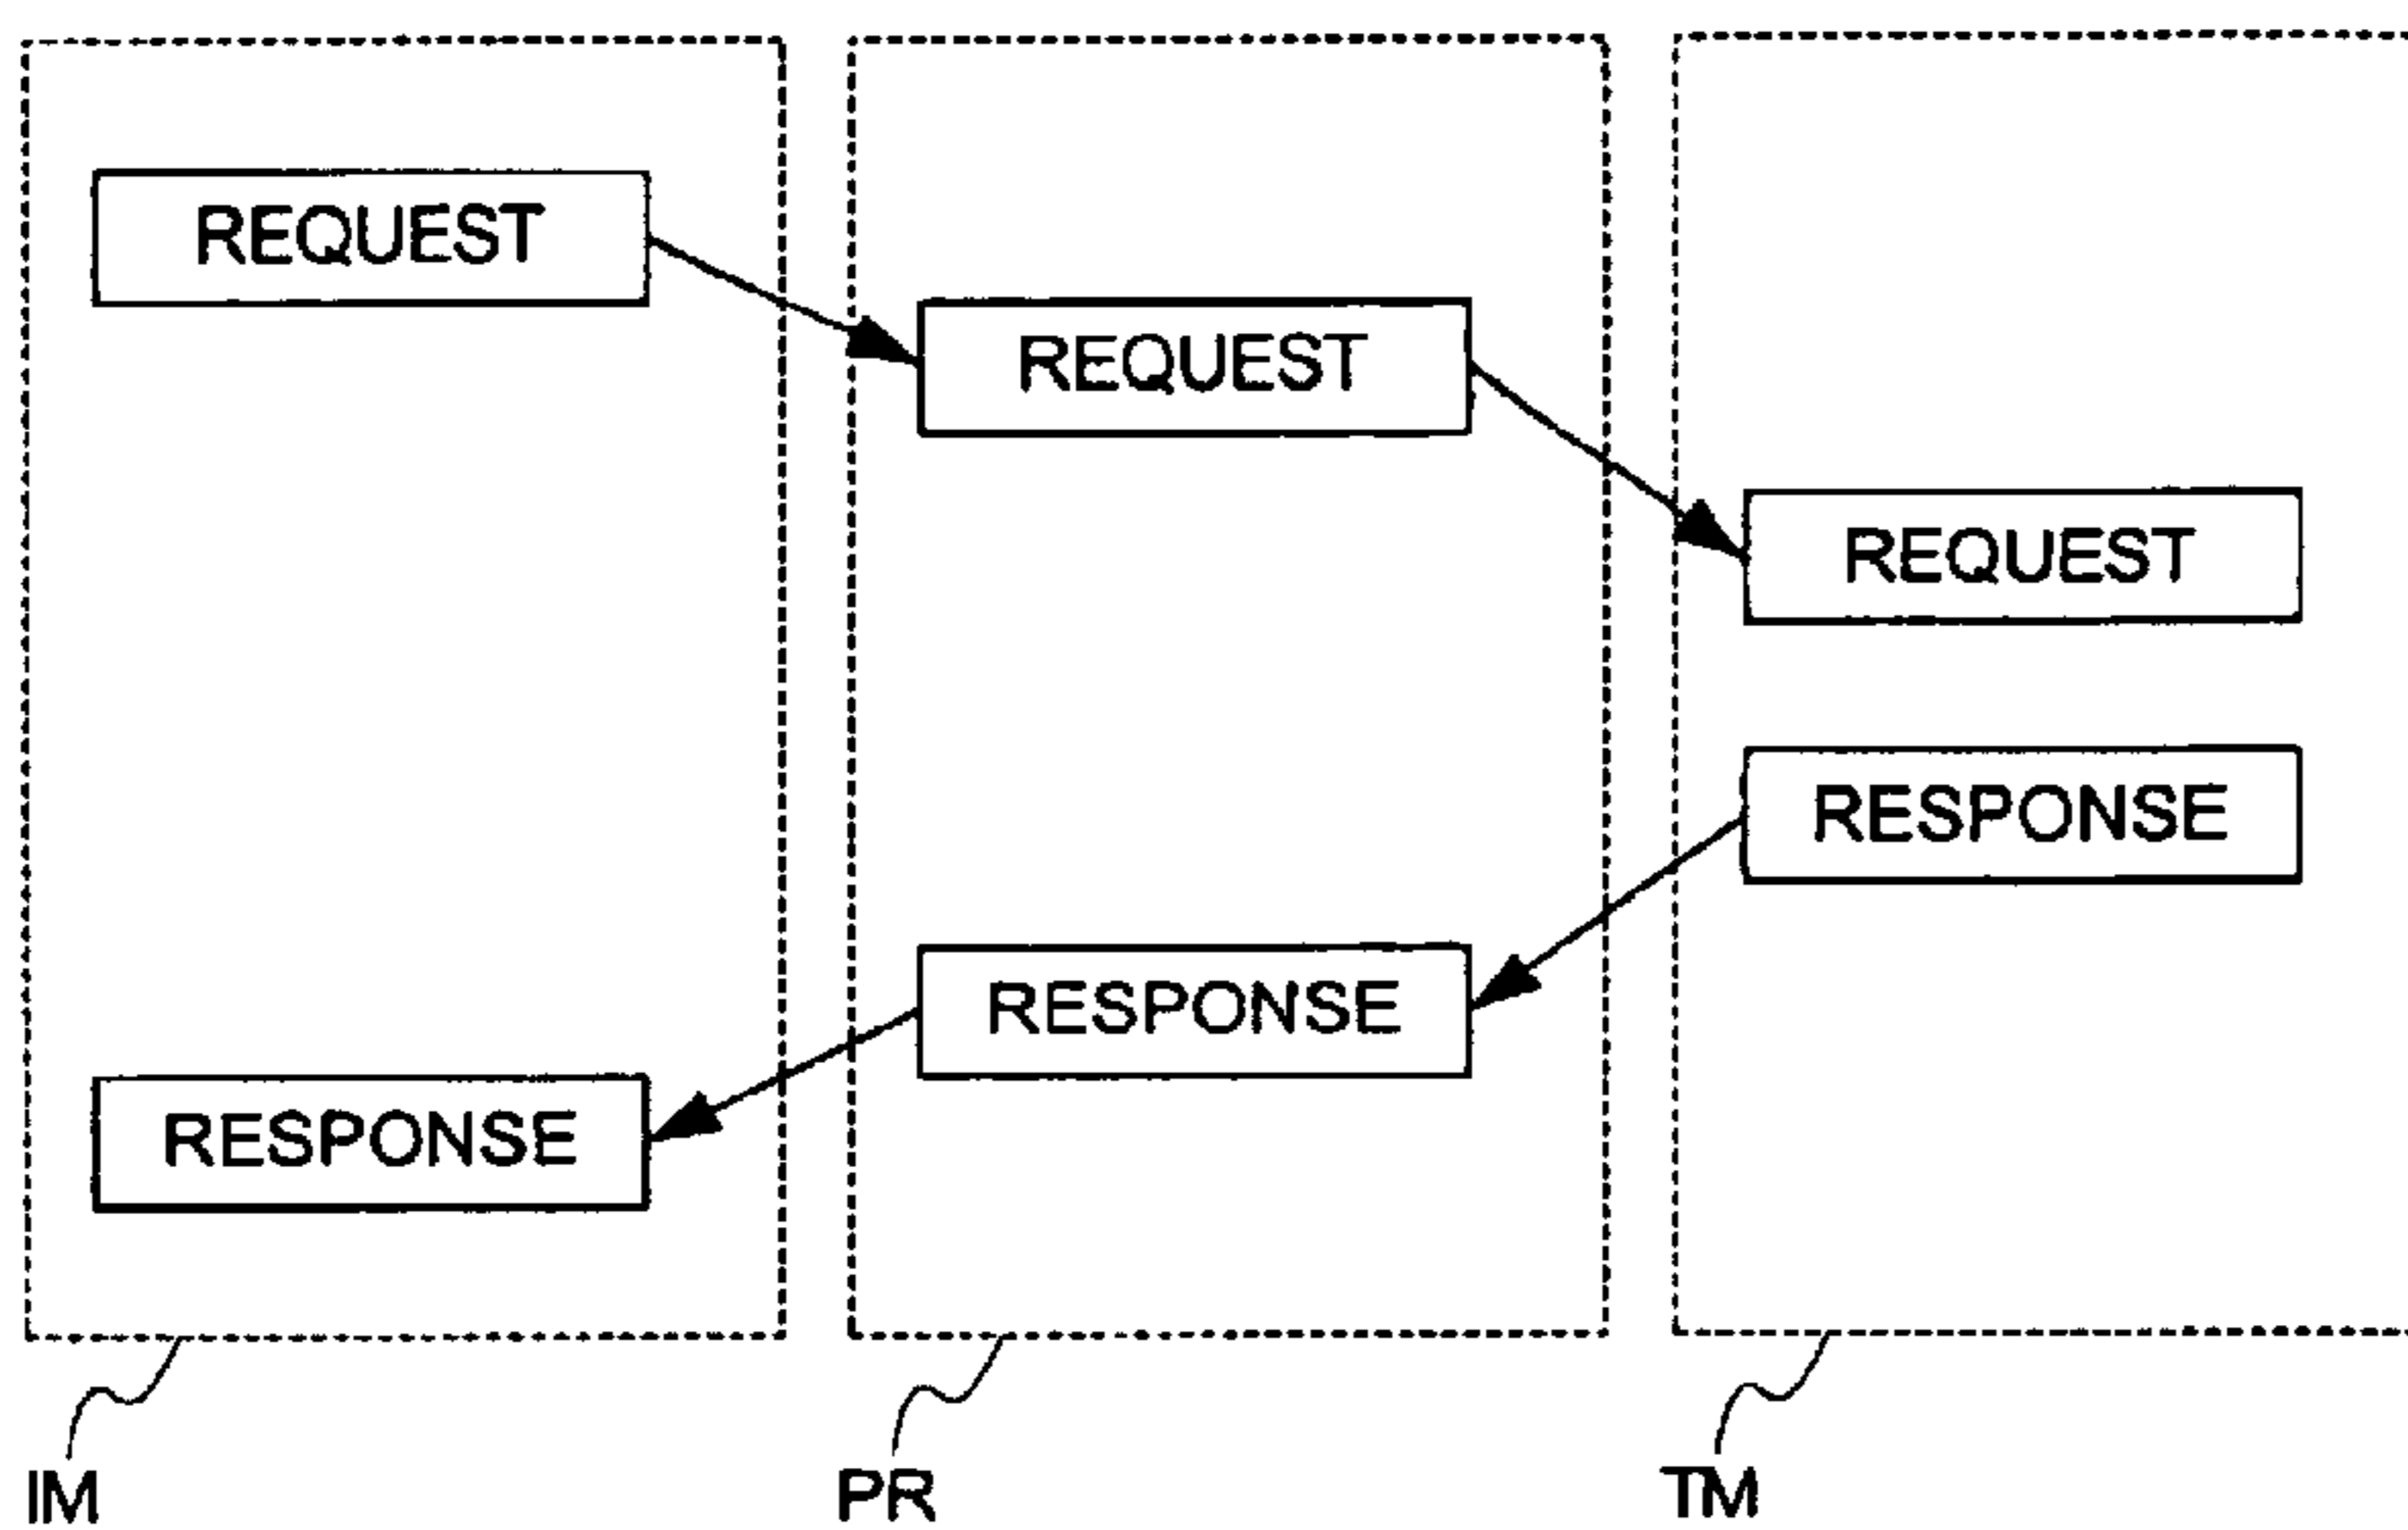 REQUEST
REQUEST
REQUEST
RESPONSE
RESPONSE
RESPONSE
IM
PR
TM